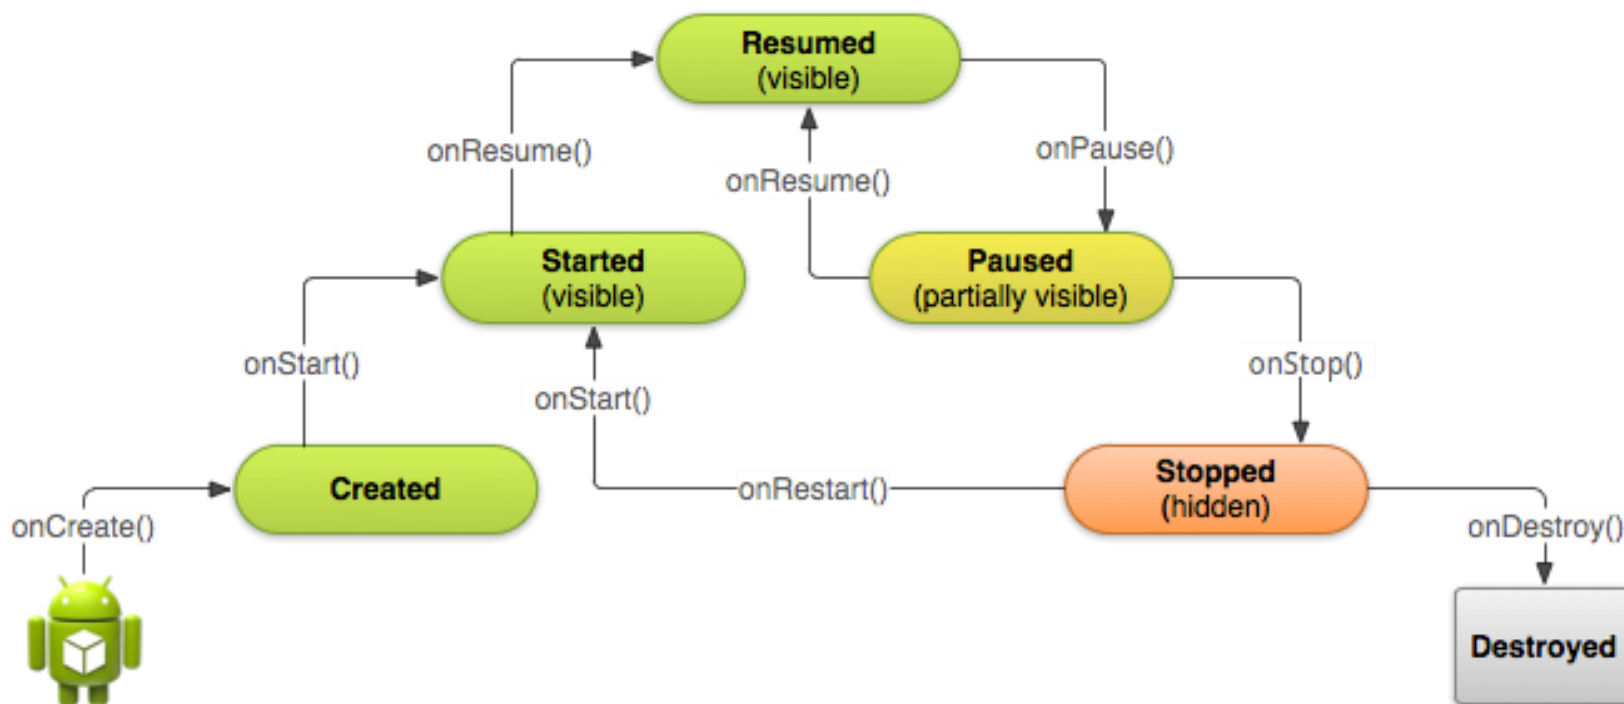 Resumed
(visible)
onResume()
onPause()
onResume()
Started
(visible)
Paused
(partially visible)
onStart()
onStop()
onStart()
Created
onRestart()
Stopped
(hidden)
onCreate()
onDestroy()
Destroyed